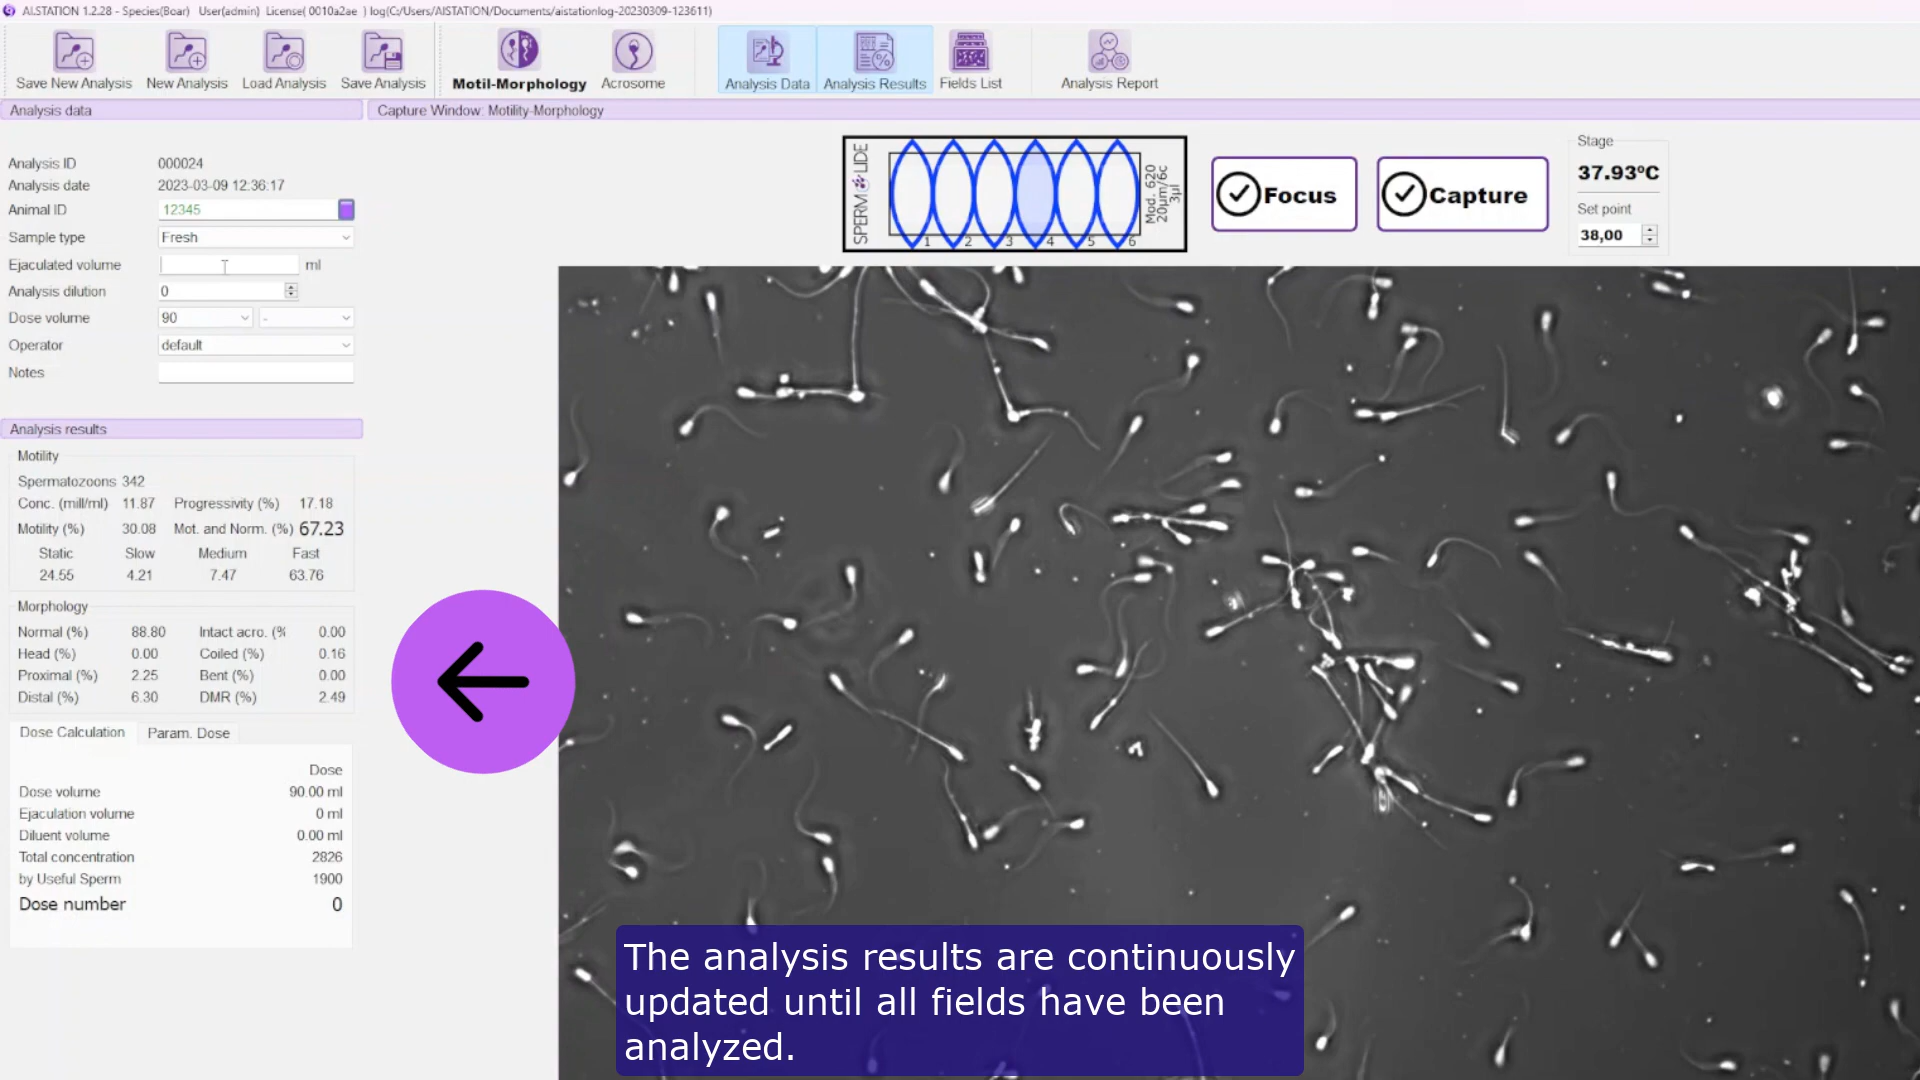 AI.STATION 1.2.28 - Species(Boar) User(admin) License( 0010a2ae ) log(C:/Users/AISTATION/Documents/aistationlog-20230309-123611)
Save New Analysis New Analysis Load Analysis Save Analysis Motil-Morphology Acrosome Analysis Data Analysis Results Fields List Analysis Report
Analysis data
Capture Window: Motility-Morphology
Analysis ID 000024
Analysis date 2023-03-09 12:36:17
Animal ID 12345
Sample type Fresh
Ejaculated volume ml
Analysis dilution 0
Dose volume 90 -
Operator default
Notes
SPERM LIDE
1 2 3 4 5 6
Mod. 620
20µm/6c
3µl
Focus
Capture
Stage
37.93ºC
Set point
38,00
Analysis results
Motility
Spermatozoons 342
Conc. (mill/ml) 11.87 Progressivity (%) 17.18
Motility (%) 30.08 Mot. and Norm. (%) 67.23
Static Slow Medium Fast
24.55 4.21 7.47 63.76
Morphology
Normal (%) 88.80 Intact acro. (% 0.00
Head (%) 0.00 Coiled (%) 0.16
Proximal (%) 2.25 Bent (%) 0.00
Distal (%) 6.30 DMR (%) 2.49
Dose Calculation Param. Dose
Dose
Dose volume 90.00 ml
Ejaculation volume 0 ml
Diluent volume 0.00 ml
Total concentration 2826
by Useful Sperm 1900
Dose number 0
The analysis results are continuously
updated until all fields have been
analyzed.